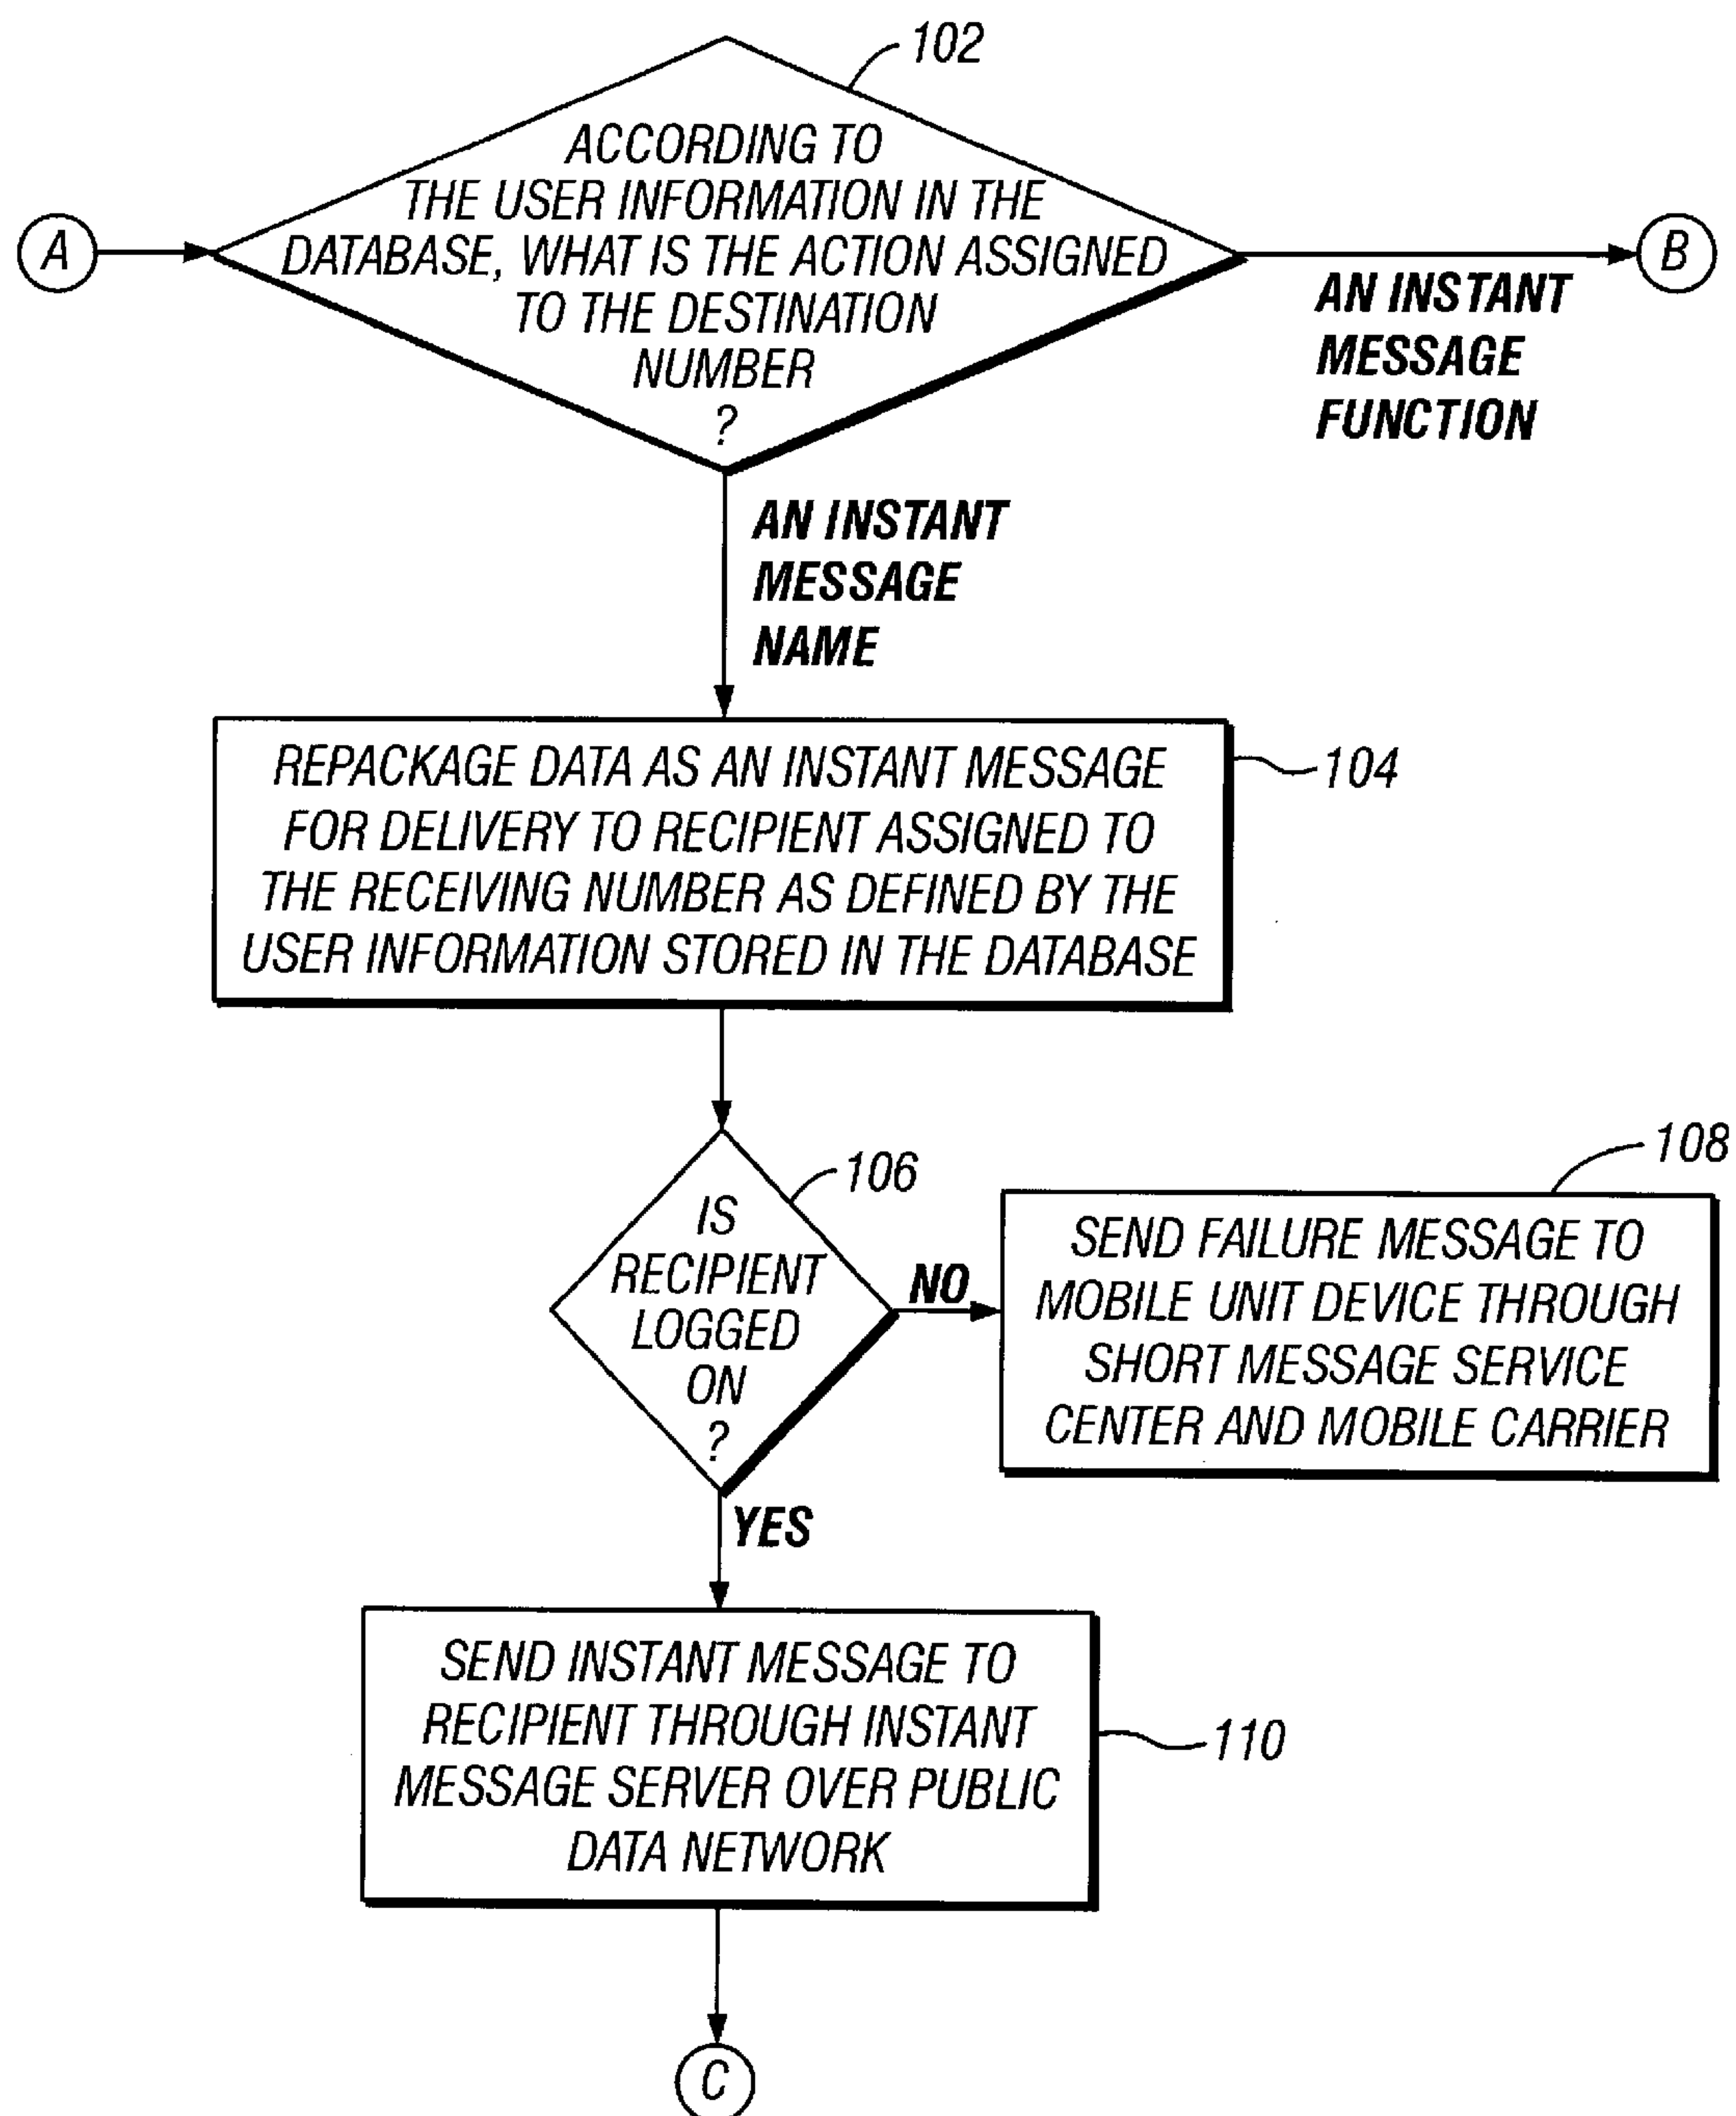 102
ACCORDING TO
THE USER INFORMATION IN THE
DATABASE, WHAT IS THE ACTION ASSIGNED
TO THE DESTINATION
NUMBER
?
A
B
AN INSTANT
MESSAGE
FUNCTION
AN INSTANT
MESSAGE
NAME
REPACKAGE DATA AS AN INSTANT MESSAGE
FOR DELIVERY TO RECIPIENT ASSIGNED TO
THE RECEIVING NUMBER AS DEFINED BY THE
USER INFORMATION STORED IN THE DATABASE
104
106
IS
RECIPIENT
LOGGED
ON
?
NO
108
SEND FAILURE MESSAGE TO
MOBILE UNIT DEVICE THROUGH
SHORT MESSAGE SERVICE
CENTER AND MOBILE CARRIER
YES
SEND INSTANT MESSAGE TO
RECIPIENT THROUGH INSTANT
MESSAGE SERVER OVER PUBLIC
DATA NETWORK
110
C